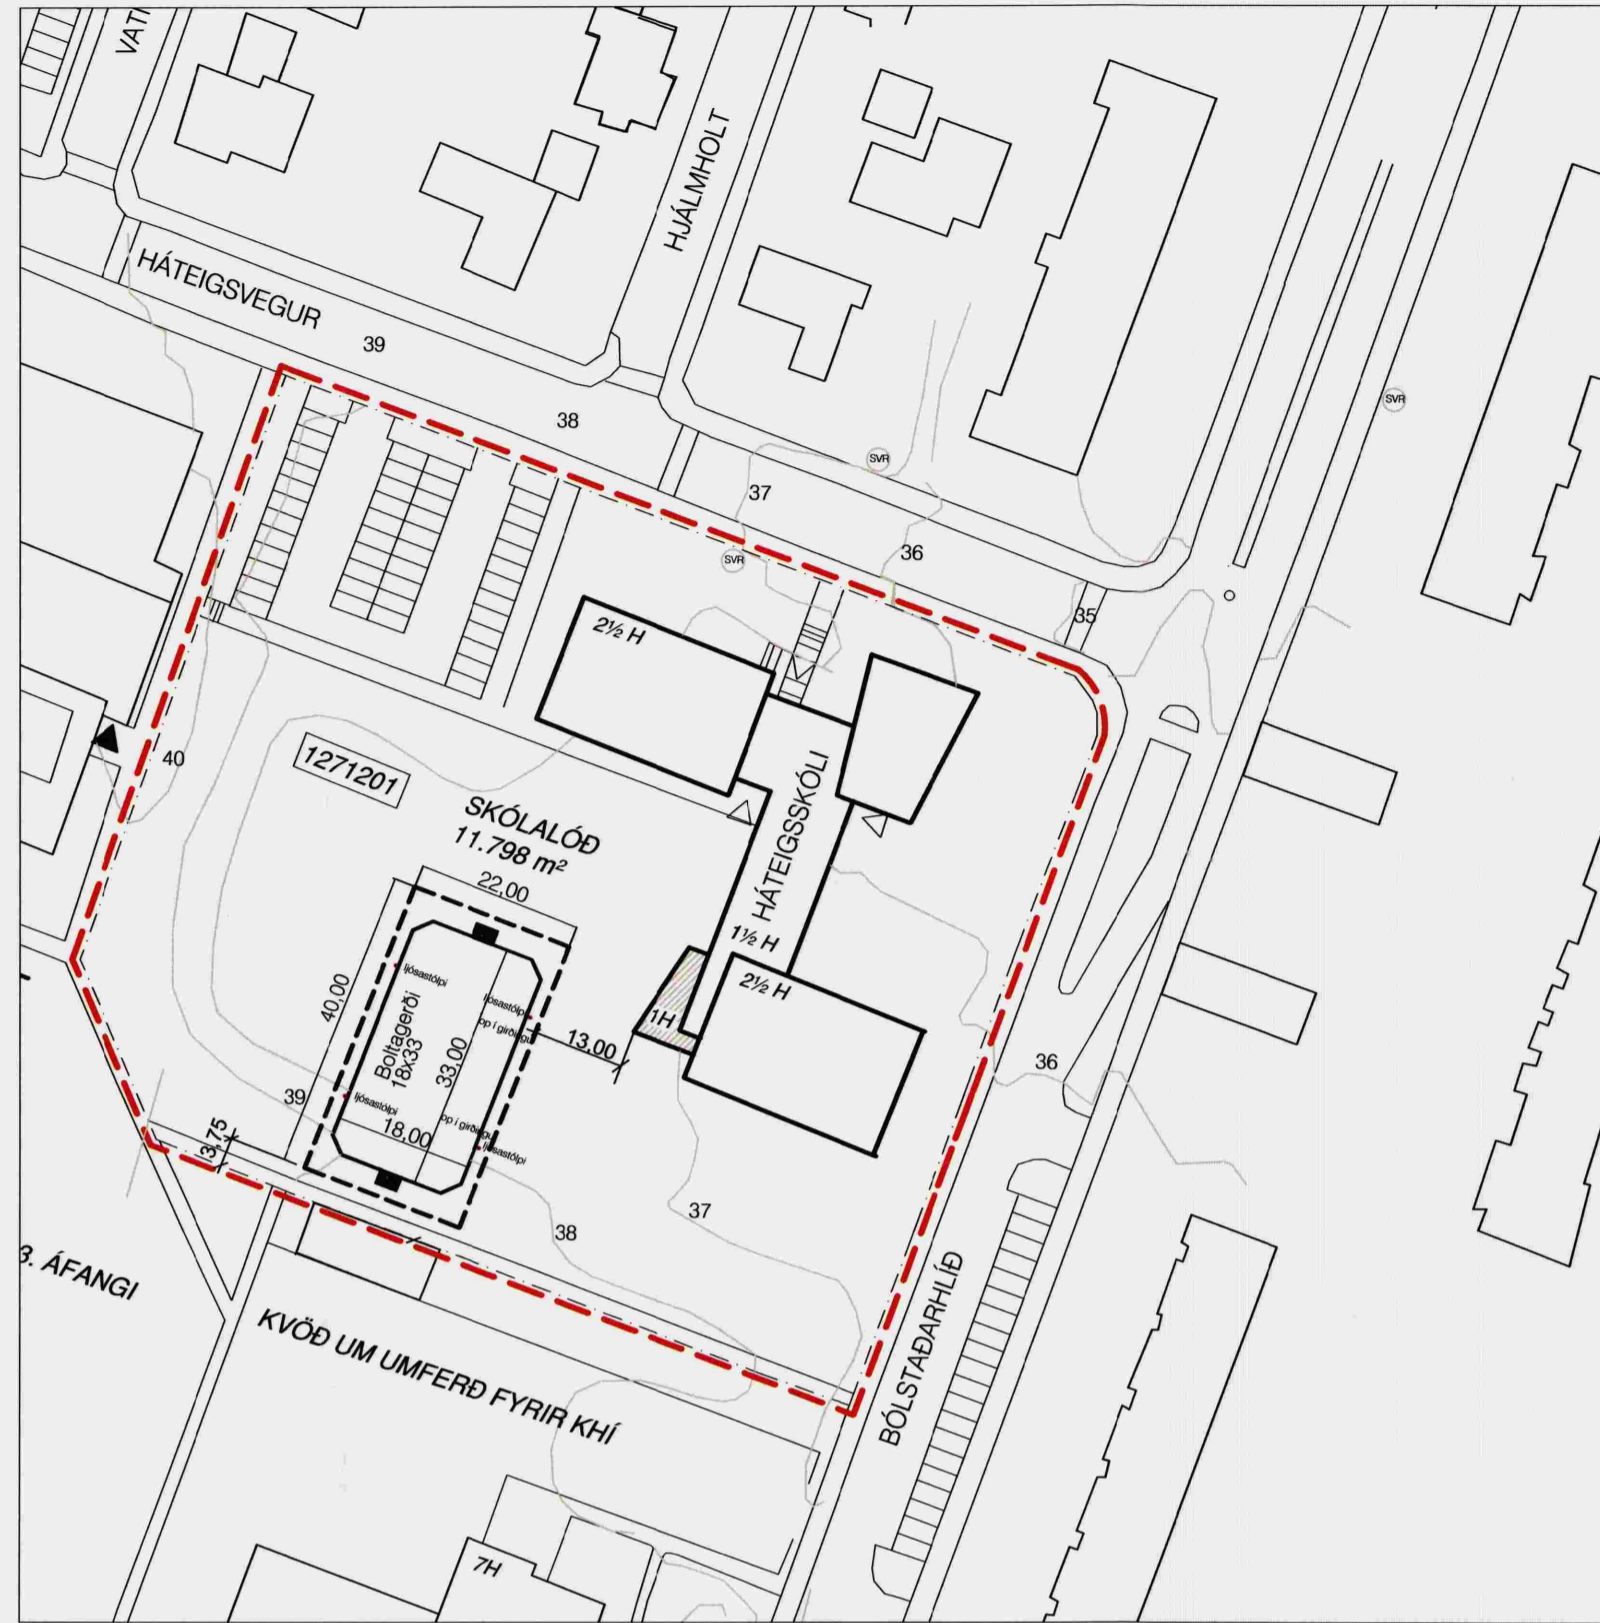 HJÁLMHOLT
HÁTEIGSVEGUR
39
38
SVR
SVR
37
36
SVR
35
2½ H
40
1271201
SKÓLALÓÐ
11.798 m²
HÁTEIGSSKÓLI
22,00
1½ H
2½ H
1H
40,00
ljósastólpi
ljósastólpi
op í girðingu
Boltagerði
18x33
33,00
13,00
36
39
ljósastólpi
18,00
op í girðingu
ljósastólpi
3,75
37
38
3. ÁFANGI
KVÖÐ UM UMFERÐ FYRIR KHÍ
BÓLSTAÐARHLÍÐ
7H